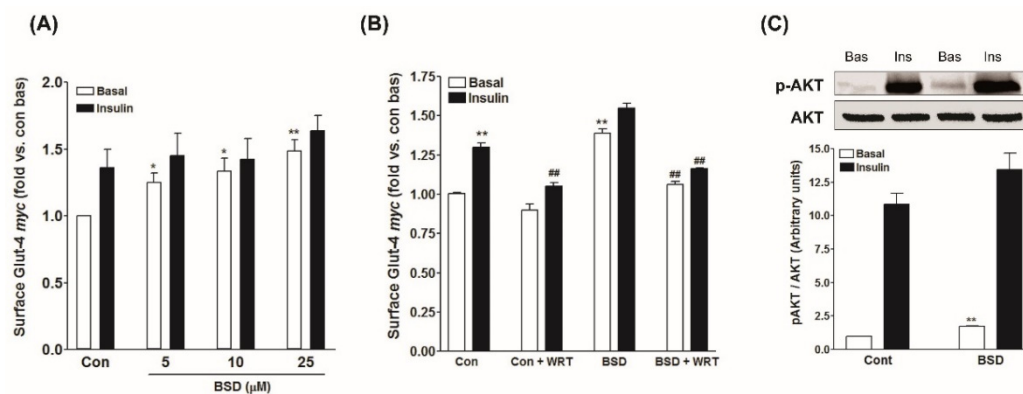 (A)
Surface Glut-4 myc (fold vs. con bas)
2.0
1.5
1.0
0.5
0.0
Basal
Insulin
*
*
**
Con
5
10
25
BSD (μM)
(B)
Surface Glut-4 myc (fold vs. con bas)
1.75
1.50
1.25
1.00
0.75
0.50
0.25
0.00
Basal
Insulin
**
##
**
##
##
Con
Con + WRT
BSD
BSD + WRT
(C)
Bas Ins Bas Ins
p-AKT
AKT
pAKT / AKT (Arbitrary units)
15.0
12.5
10.0
7.5
5.0
2.5
0.0
Basal
Insulin
**
Cont
BSD